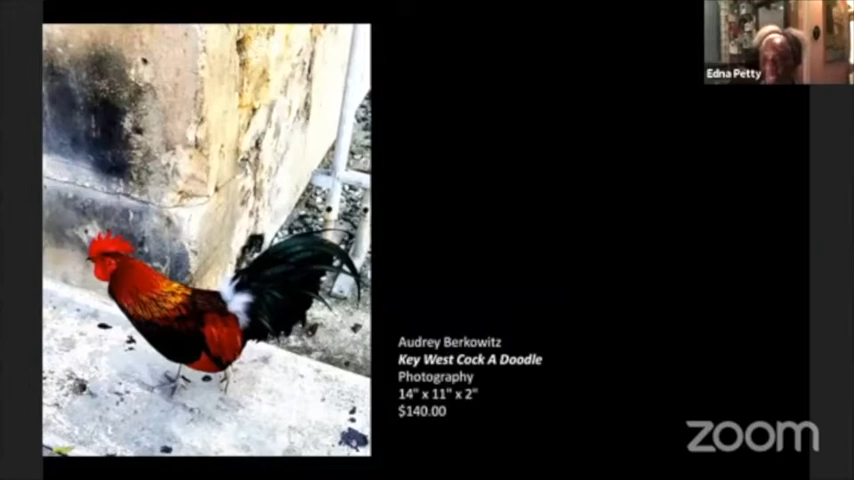 Edna Petty
Audrey Berkowitz
Key West Cock A Doodle
Photography
14" x 11" x 2"
$140.00
zoom